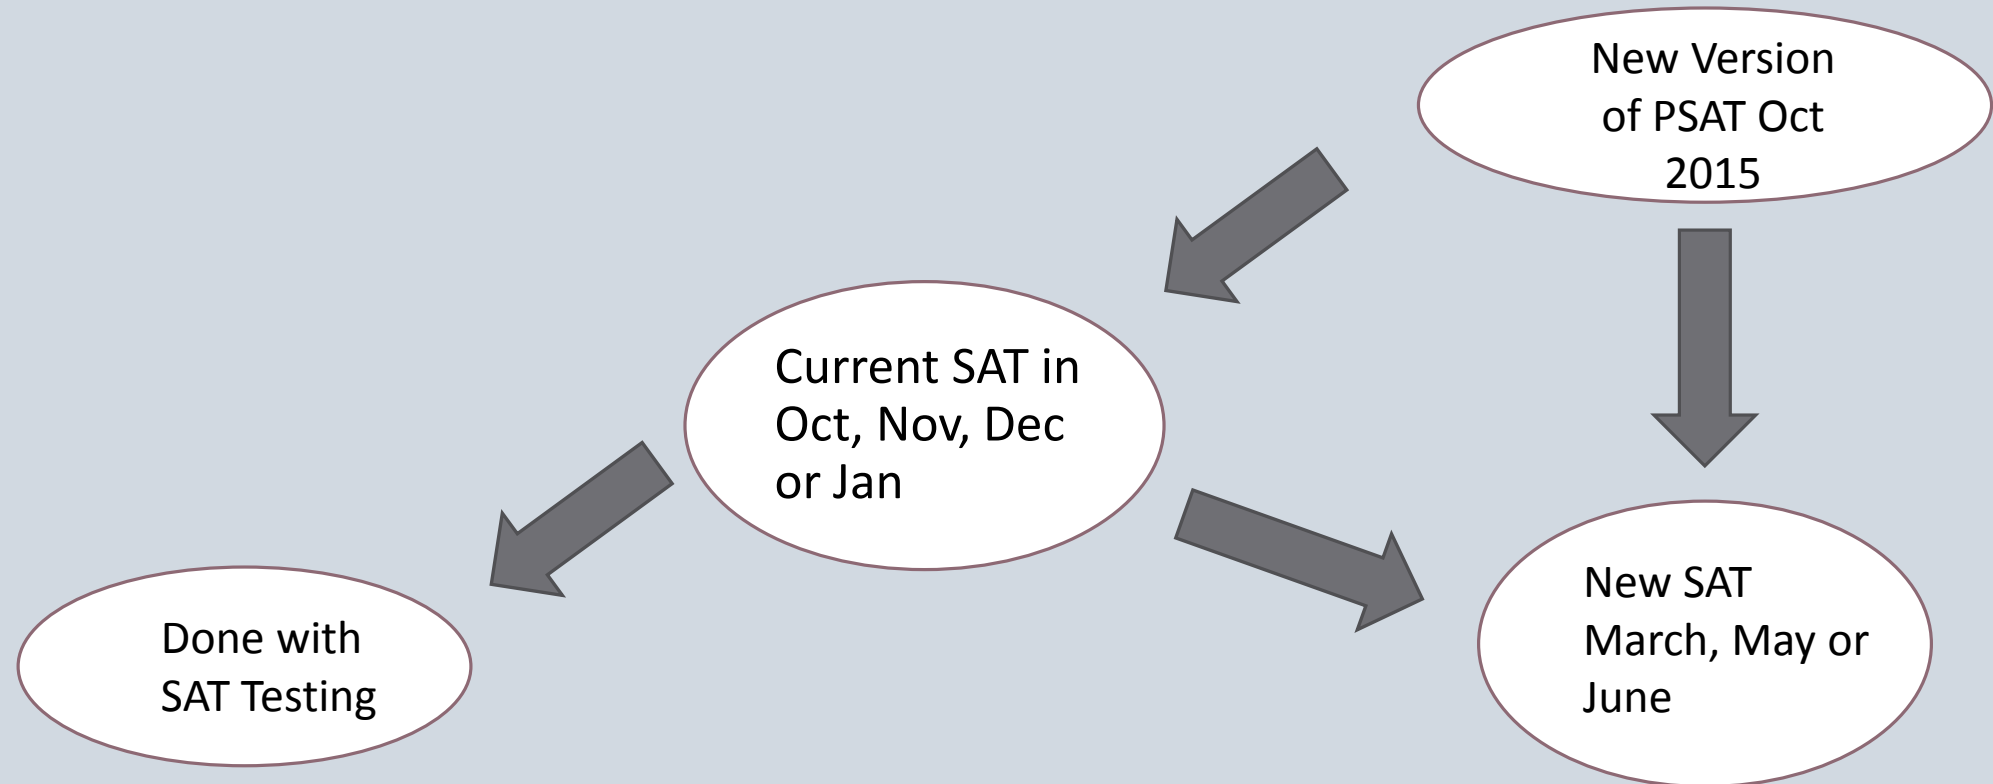 New Version
of PSAT Oct
2015
Current SAT in
Oct, Nov, Dec
or Jan
Done with
SAT Testing
New SAT
March, May or
June